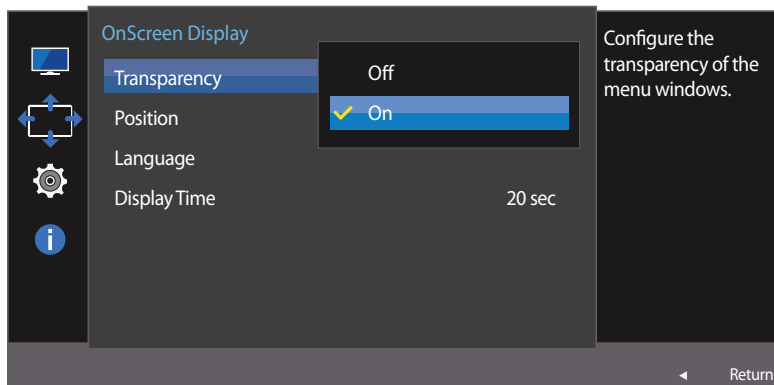 OnScreen Display
Transparency
Off
On
Position
Language
Display Time
20 sec
Configure the
transparency of the
menu windows.
Return